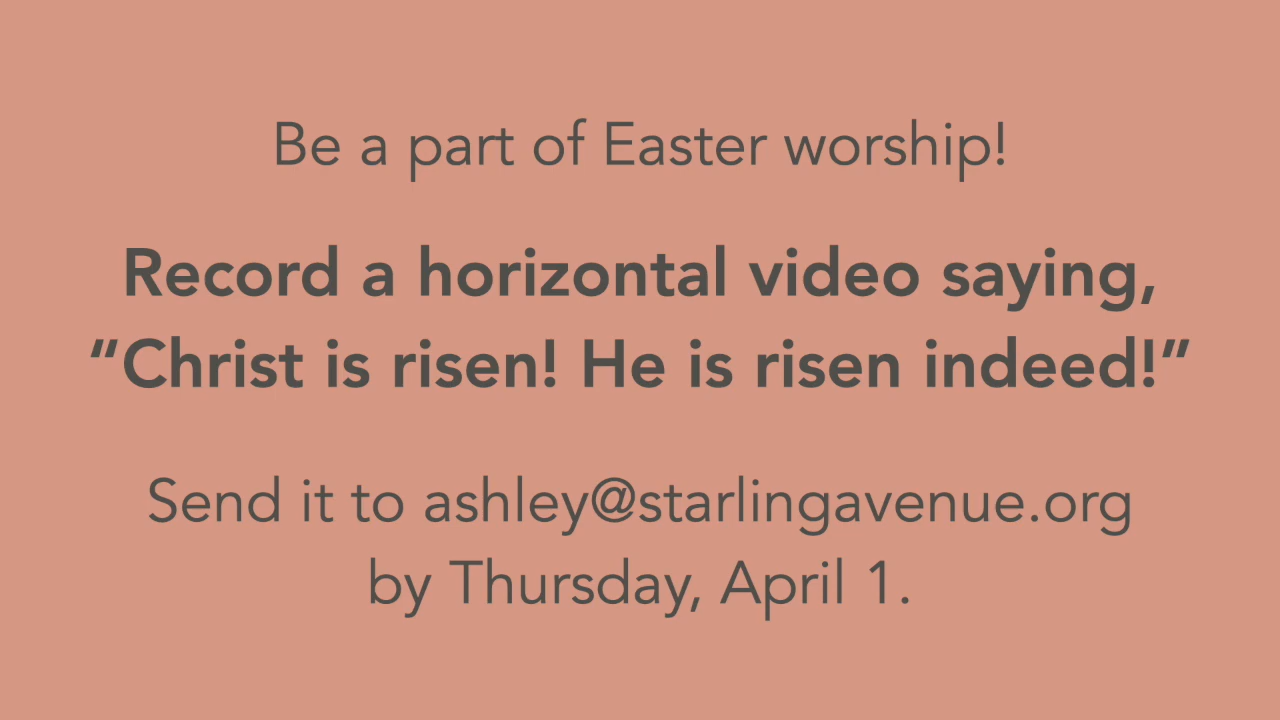 Be a part of Easter worship!
Record a horizontal video saying,
“Christ is risen! He is risen indeed!”
Send it to ashley@starlingavenue.org
by Thursday, April 1.